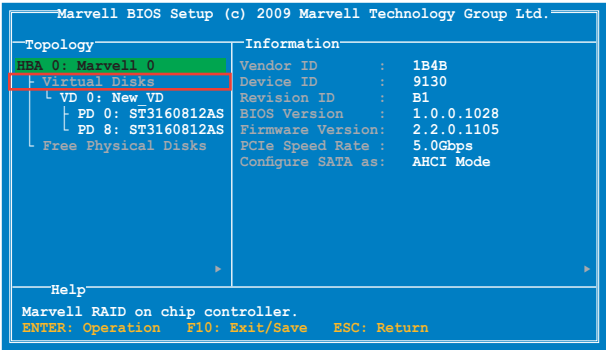 Marvell BIOS Setup (c) 2009 Marvell Technology Group Ltd.
Topology
HBA 0: Marvell 0
Virtual Disks
VD 0: New_VD
PD 0: ST3160812AS
PD 8: ST3160812AS
Free Physical Disks
Information
Vendor ID : 1B4B
Device ID : 9130
Revision ID : B1
BIOS Version : 1.0.0.1028
Firmware Version: 2.2.0.1105
PCIe Speed Rate : 5.0Gbps
Configure SATA as: AHCI Mode
Help
Marvell RAID on chip controller.
ENTER: Operation F10: Exit/Save ESC: Return